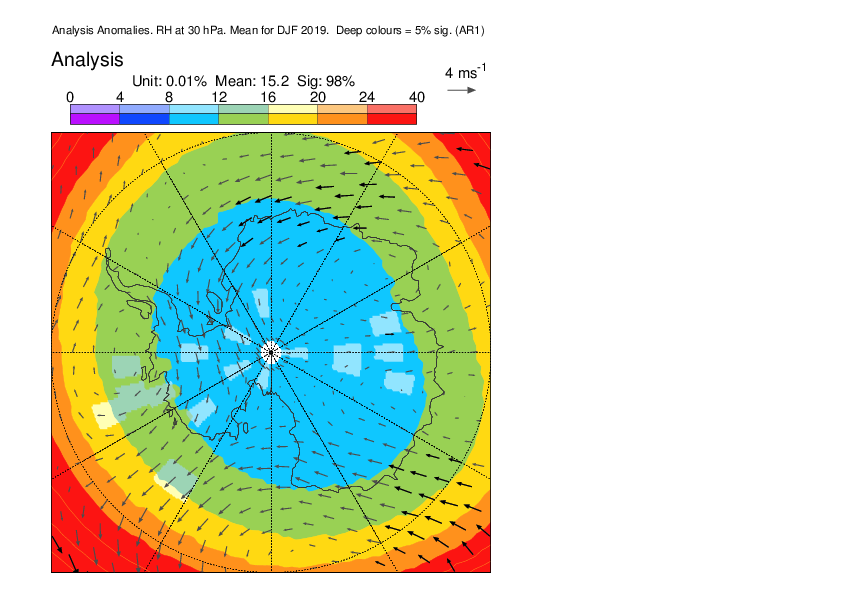 Analysis Anomalies. RH at 30 hPa. Mean for DJF 2019.  Deep colours = 5% sig. (AR1)
Analysis
4 ms-1
Unit: 0.01%  Mean: 15.2  Sig: 98%
0 4 8 12 16 20 24 40